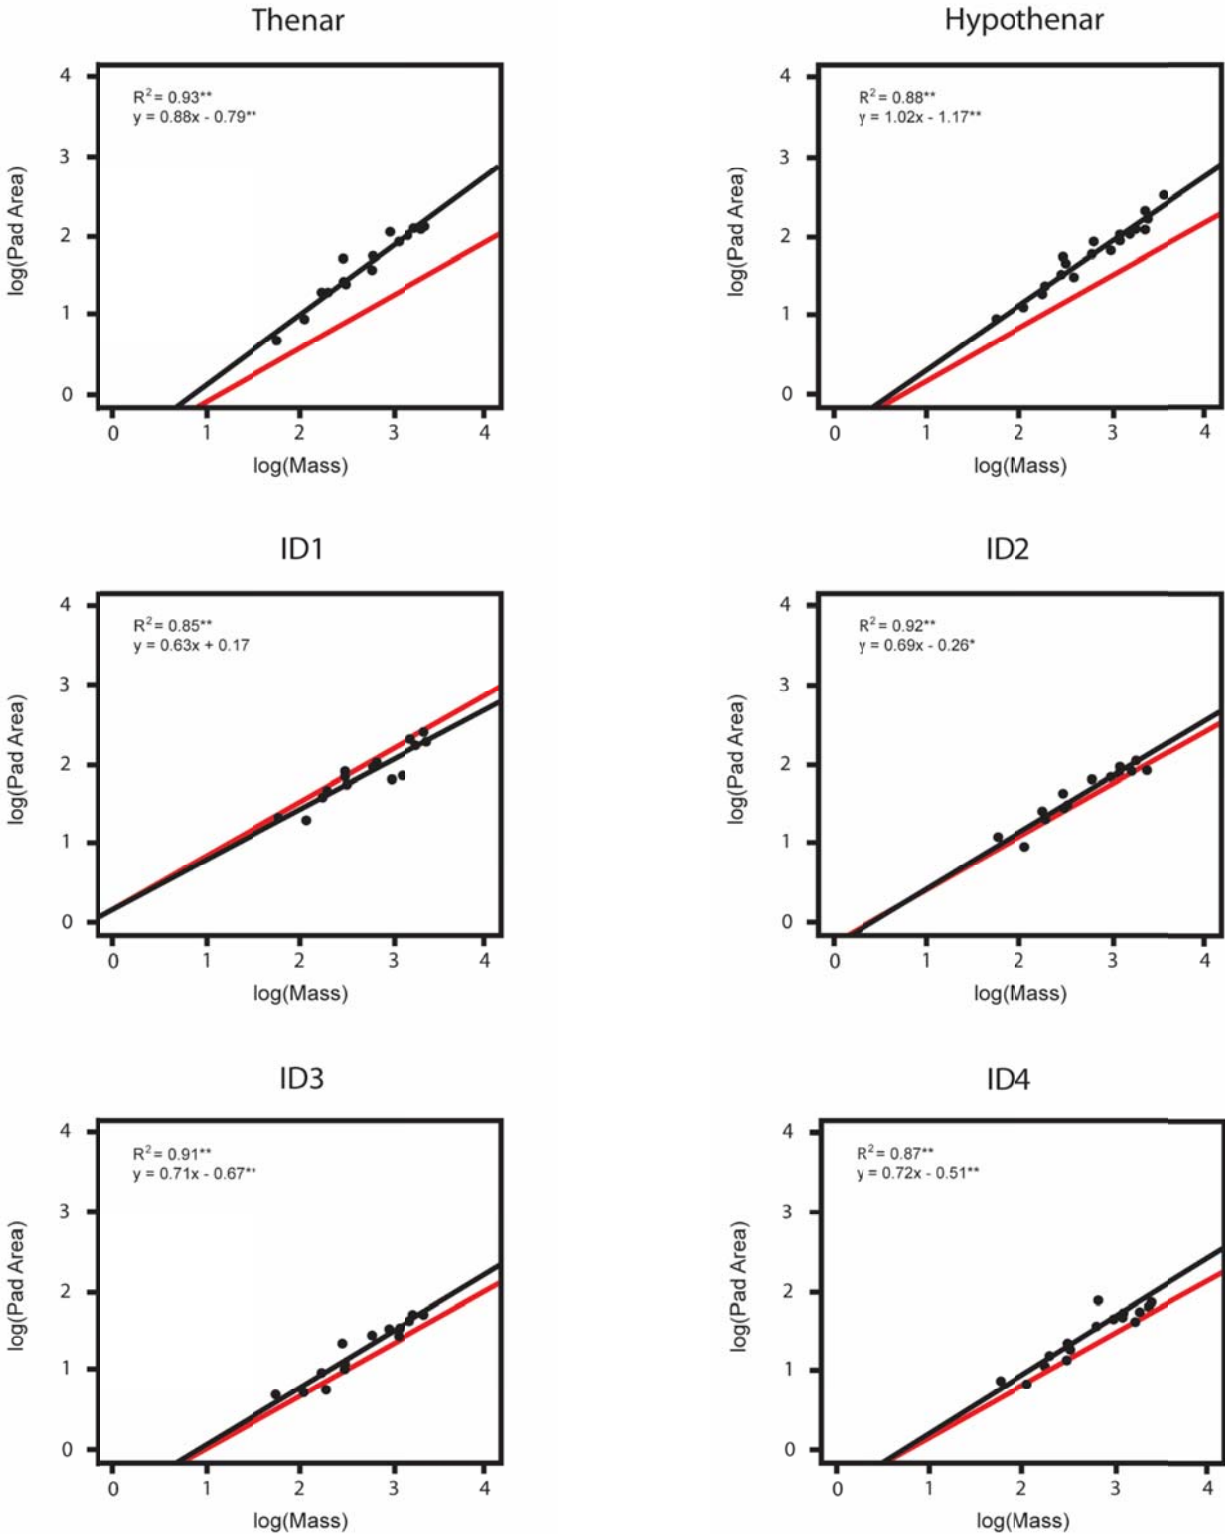 Thenar
R² = 0.93**
y = 0.88x - 0.79**
log(Pad Area)
4
3
2
1
0
0 1 2 3 4
log(Mass)
Hypothenar
R² = 0.88**
y = 1.02x - 1.17**
log(Pad Area)
4
3
2
1
0
0 1 2 3 4
log(Mass)
ID1
R² = 0.85**
y = 0.63x + 0.17
log(Pad Area)
4
3
2
1
0
0 1 2 3 4
log(Mass)
ID2
R² = 0.92**
y = 0.69x - 0.26*
log(Pad Area)
4
3
2
1
0
0 1 2 3 4
log(Mass)
ID3
R² = 0.91**
y = 0.71x - 0.67**
log(Pad Area)
4
3
2
1
0
0 1 2 3 4
log(Mass)
ID4
R² = 0.87**
y = 0.72x - 0.51**
log(Pad Area)
4
3
2
1
0
0 1 2 3 4
log(Mass)